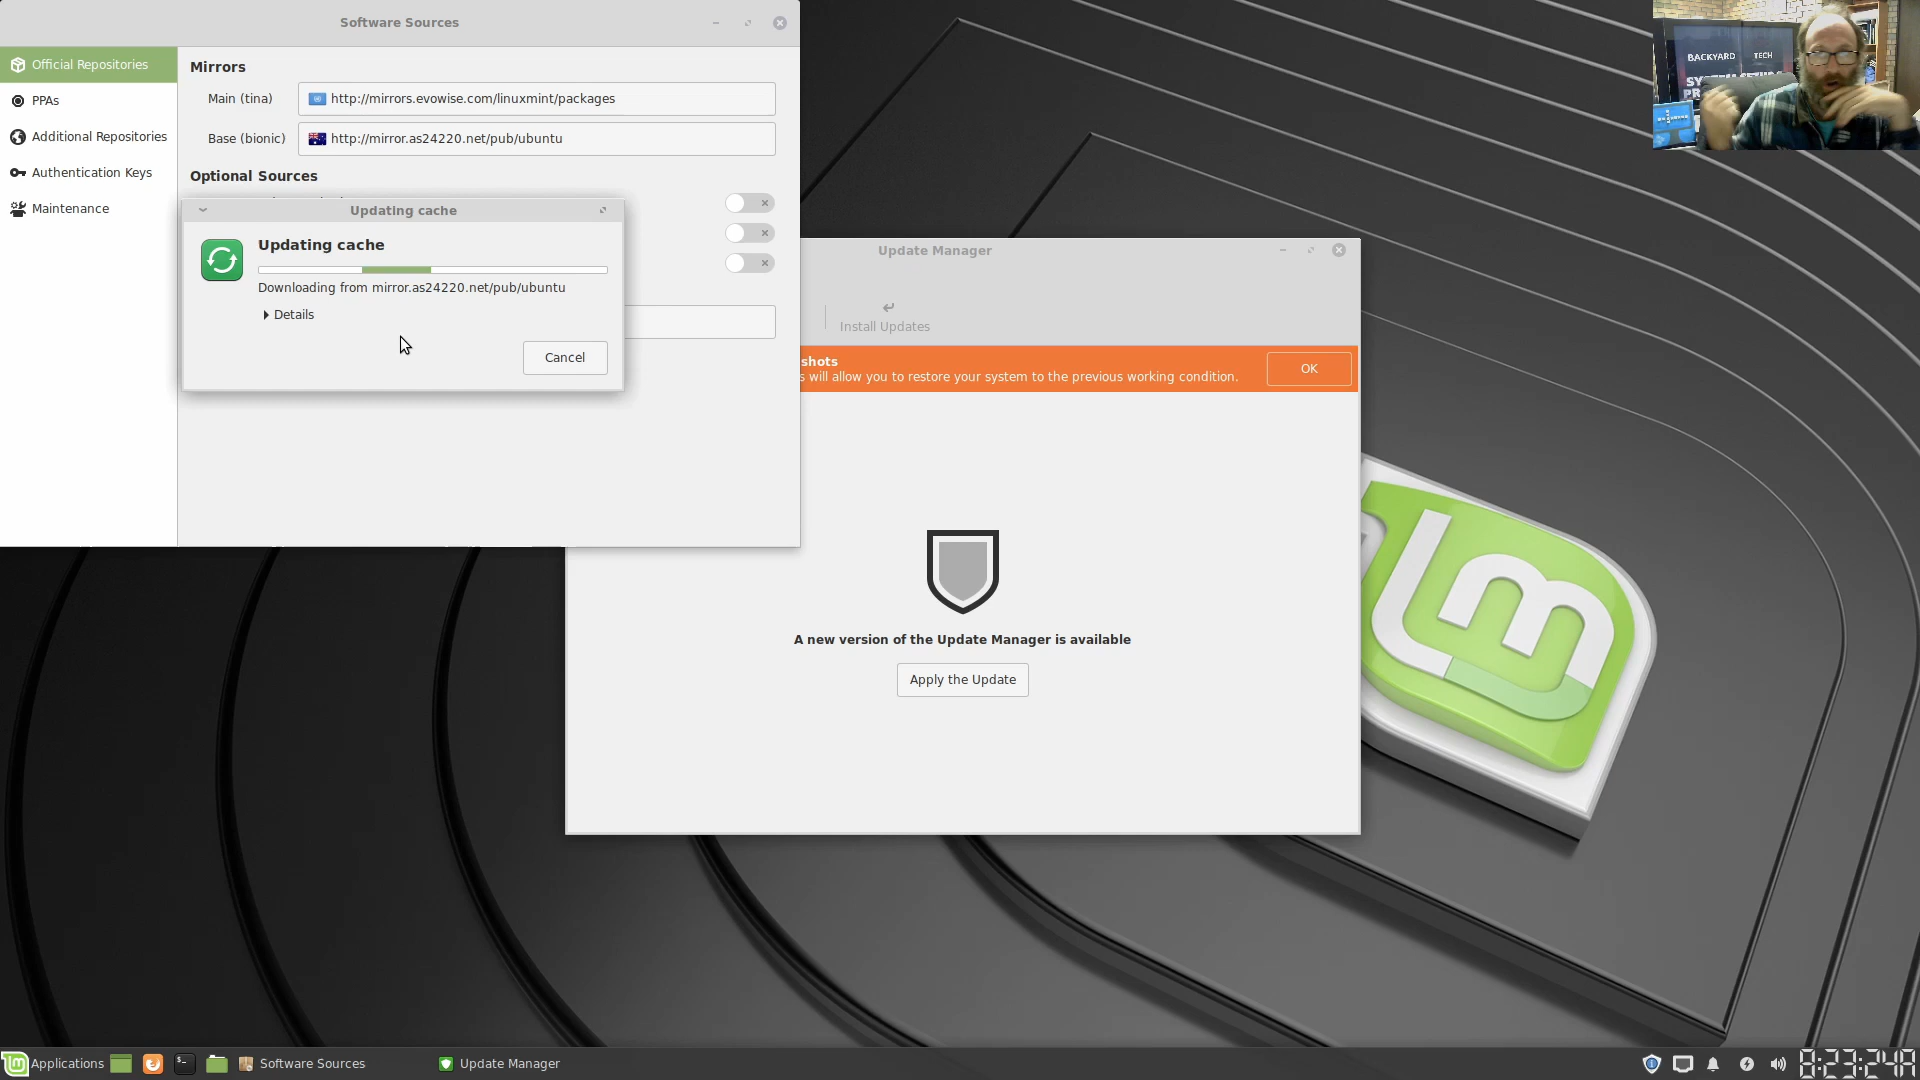 Software Sources
Official Repositories
PPAs
Additional Repositories
Authentication Keys
Maintenance
Mirrors
Main (tina)
http://mirrors.evowise.com/linuxmint/packages
Base (bionic)
http://mirror.as24220.net/pub/ubuntu
Optional Sources
Updating cache
Updating cache
Downloading from mirror.as24220.net/pub/ubuntu
Details
Cancel
Update Manager
Install Updates
shots
s will allow you to restore your system to the previous working condition.
OK
A new version of the Update Manager is available
Apply the Update
BACKYARD TECH
Applications
Software Sources
Update Manager
8:23:24A